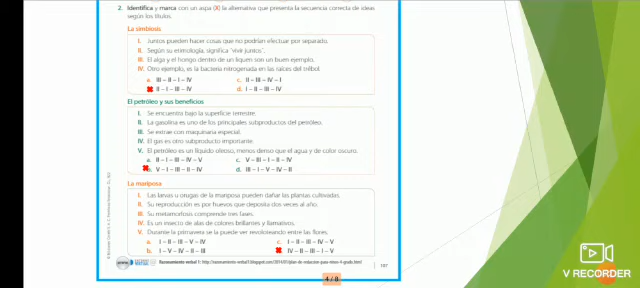 2. Identifica y marca con un aspa (X) la alternativa que presenta la secuencia correcta de ideas
según los títulos.
La simbiosis
I. Juntos pueden hacer cosas que no podrían efectuar por separado.
II. Según su etimología, significa "vivir juntos".
III. El alga y el hongo dentro de un liquen son un buen ejemplo.
IV. Otro ejemplo, es la bacteria nitrogenada en las raíces del trébol.
a. III – II – I – IV c. II – III – IV – I
II – I – III – IV d. I – II – III – IV
El petróleo y sus beneficios
I. Se encuentra bajo la superficie terrestre.
II. La gasolina es uno de los principales subproductos del petróleo.
III. Se extrae con maquinaria especial.
IV. El gas es otro subproducto importante.
V. El petróleo es un líquido oleoso, menos denso que el agua y de color oscuro.
a. II – I – III – IV – V c. V – III – I – II – IV
b. V – I – III – II – IV d. III – I – V – IV – II
La mariposa
I. Las larvas u orugas de la mariposa pueden dañar las plantas cultivadas.
II. Su reproducción es por huevos que deposita dos veces al año.
III. Su metamorfosis comprende tres fases.
IV. Es un insecto de alas de colores brillantes y llamativos.
V. Durante la primavera se la puede ver revoloteando entre las flores.
a. I – II – III – V – IV c. I – II – III – IV – V
b. I – V – IV – II – III IV – II – III – I – V
Razonamiento verbal 1:
107
4 / 8
V RECORDER